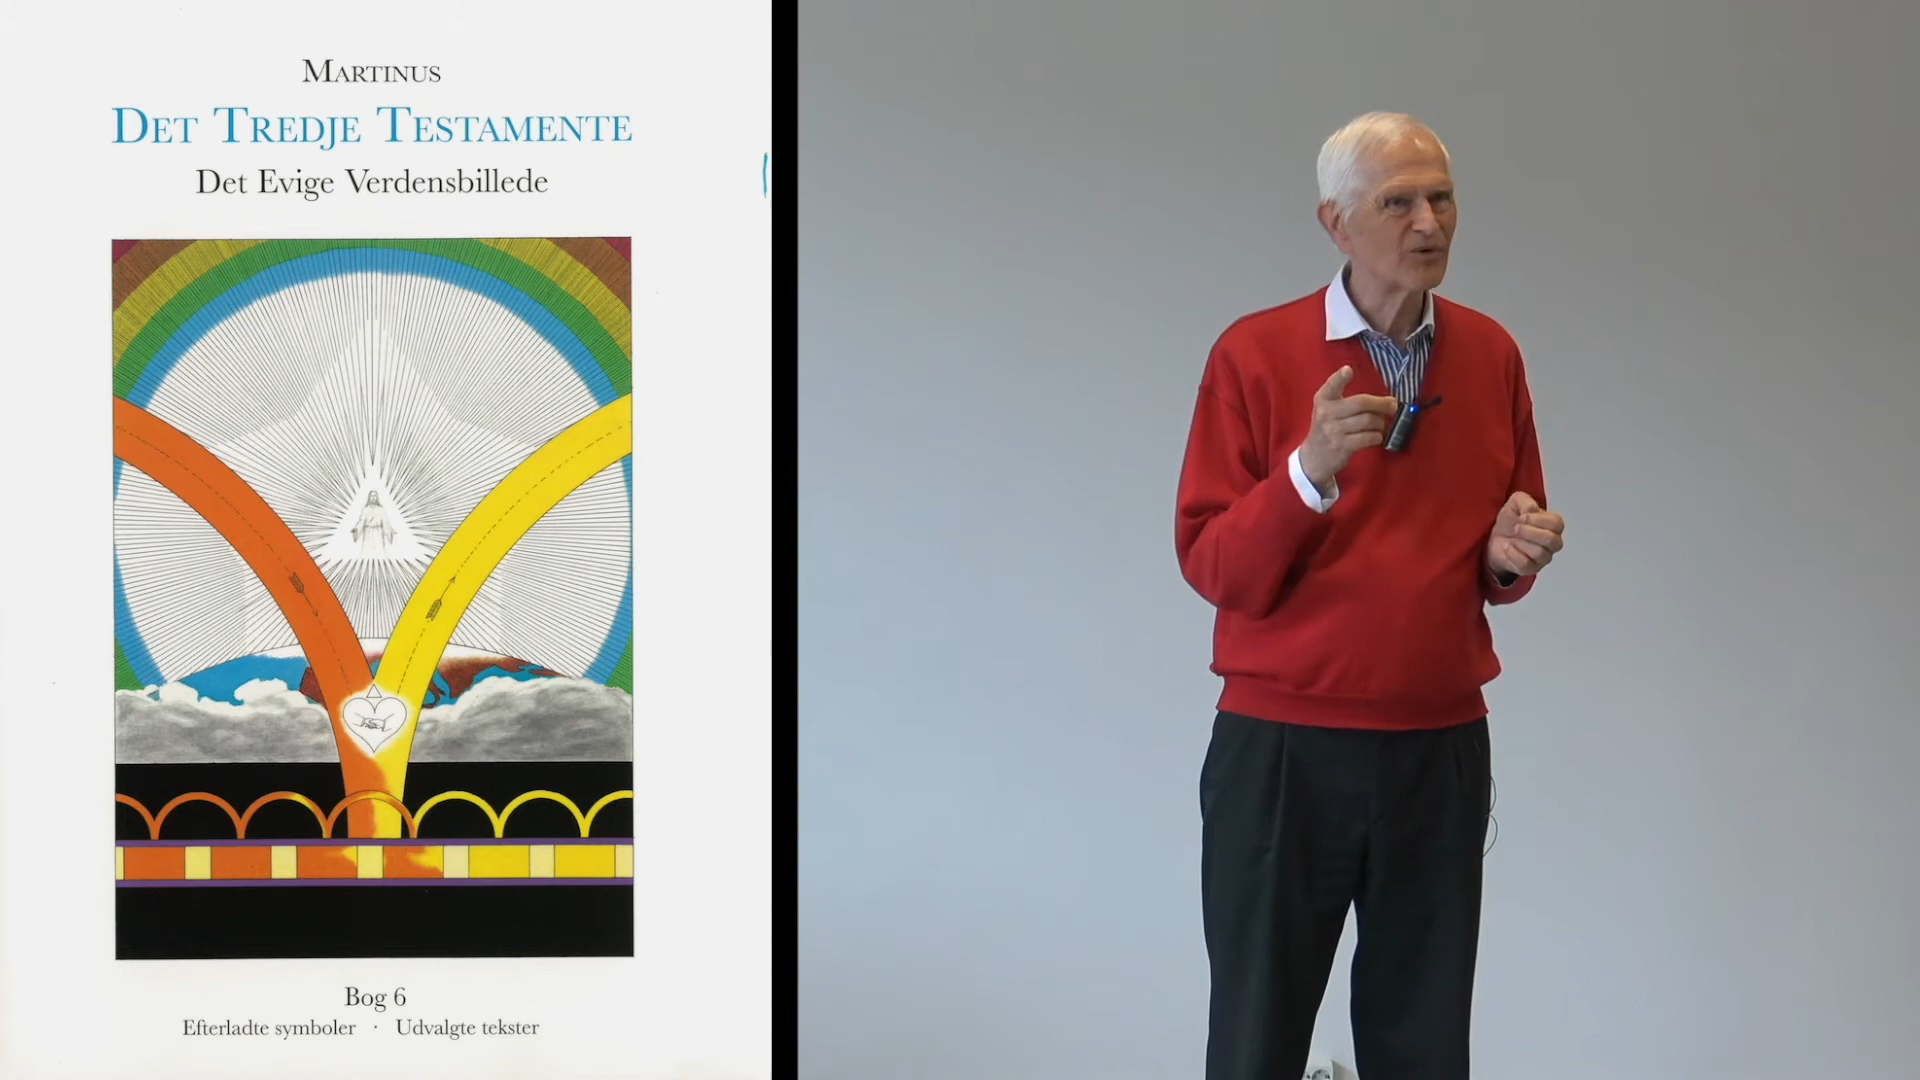 MARTINUS
DET TREDJE TESTAMENTE
Det Evige Verdensbillede
Bog 6
Efterladte symboler · Udvalgte tekster